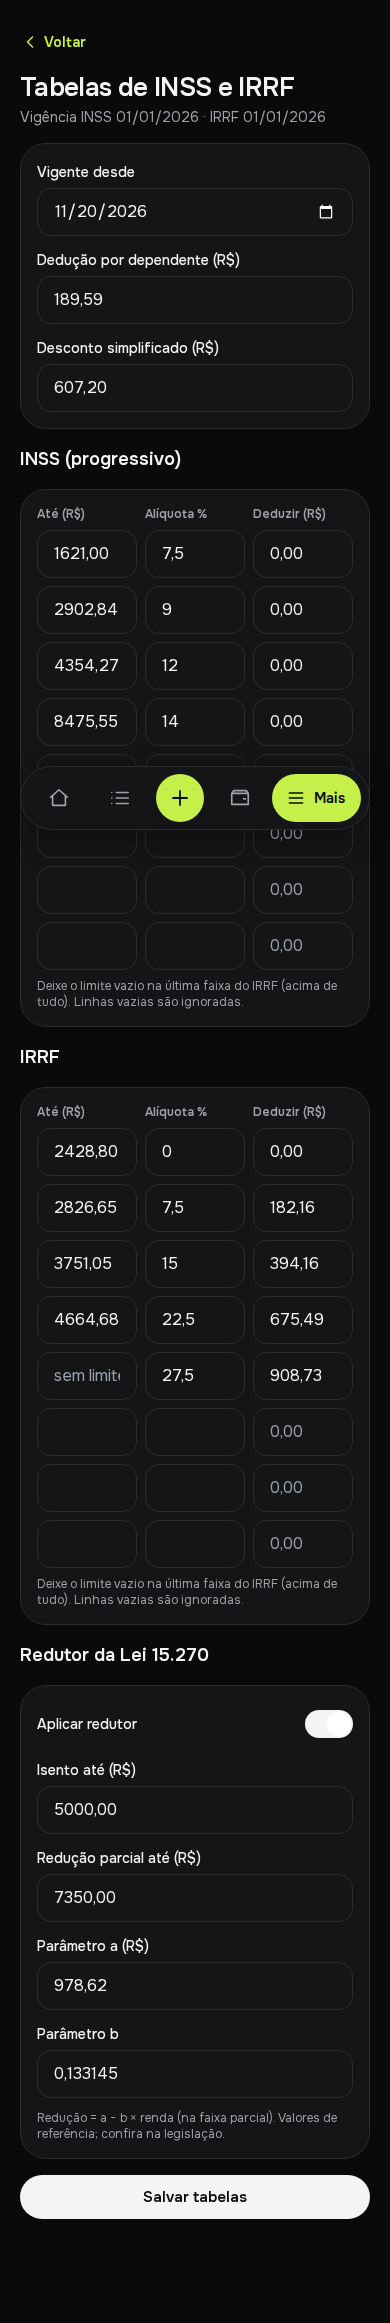 Voltar
Tabelas de INSS e IRRF
Vigência INSS 01/01/2026 · IRRF 01/01/2026
Vigente desde
11/20/2026
Dedução por dependente (R$)
189,59
Desconto simplificado (R$)
607,20
INSS (progressivo)
Até (R$) Alíquota % Deduzir (R$)
1621,00 7,5 0,00
2902,84 9 0,00
4354,27 12 0,00
8475,55 14 0,00
Mais
0,00
0,00
0,00
Deixe o limite vazio na última faixa do IRRF (acima de
tudo). Linhas vazias são ignoradas.
IRRF
Até (R$) Alíquota % Deduzir (R$)
2428,80 0 0,00
2826,65 7,5 182,16
3751,05 15 394,16
4664,68 22,5 675,49
sem limite 27,5 908,73
0,00
0,00
0,00
Deixe o limite vazio na última faixa do IRRF (acima de
tudo). Linhas vazias são ignoradas.
Redutor da Lei 15.270
Aplicar redutor
Isento até (R$)
5000,00
Redução parcial até (R$)
7350,00
Parâmetro a (R$)
978,62
Parâmetro b
0,133145
Redução = a − b × renda (na faixa parcial). Valores de
referência; confira na legislação.
Salvar tabelas